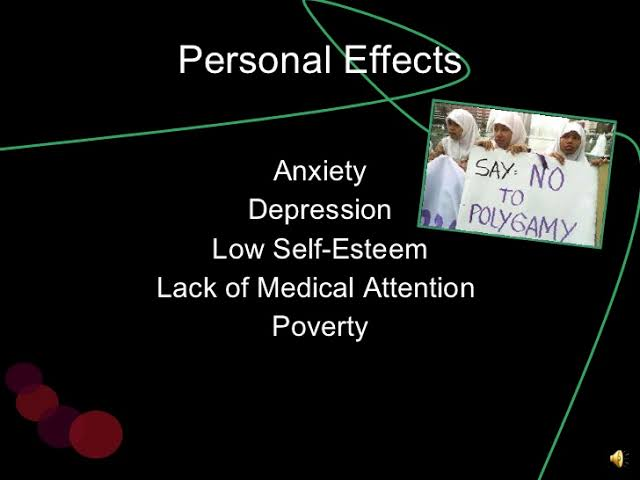 Personal Effects
SAY: NO
TO
POLYGAMY
Anxiety
Depression
Low Self-Esteem
Lack of Medical Attention
Poverty